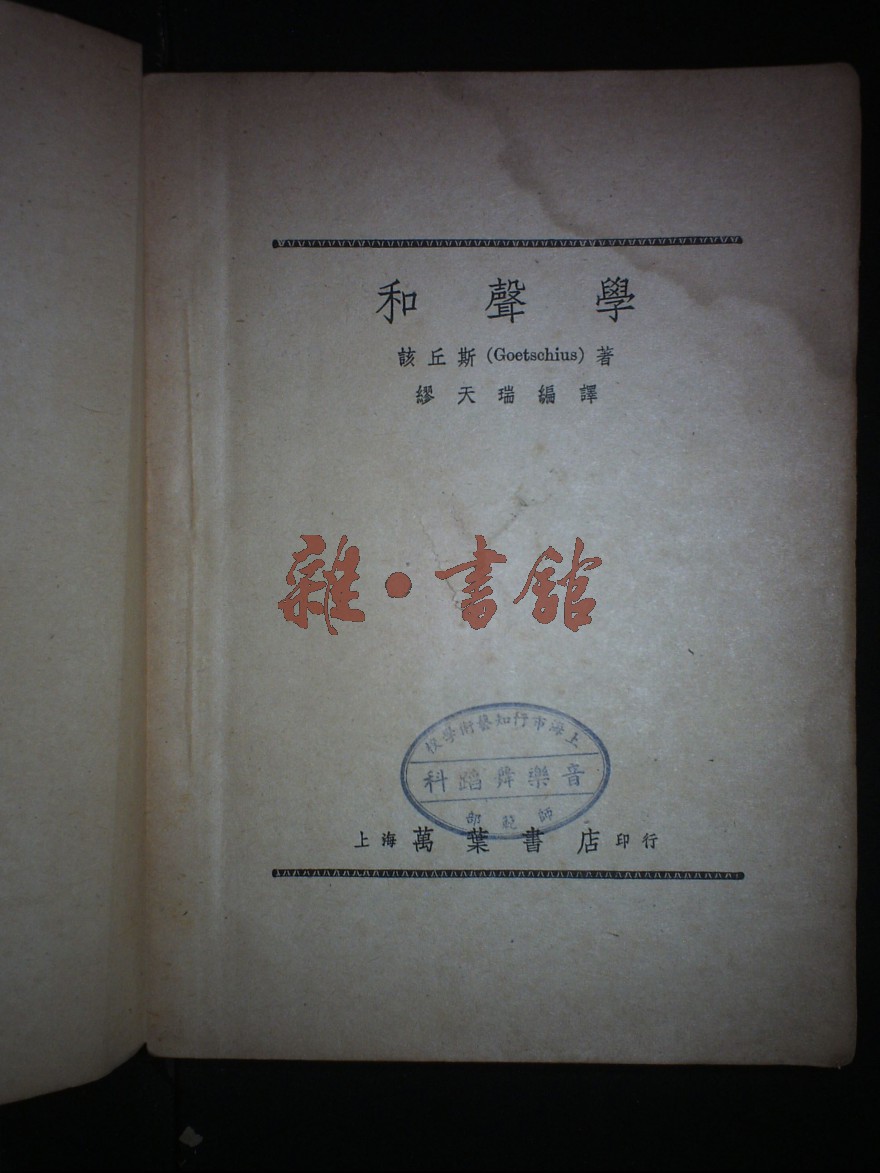 和聲學
該丘斯 (Goetschius) 著
繆天瑞編譯
雜·書館
上海市行知藝術學校
音樂舞蹈科
師範部
上海萬葉書店印行